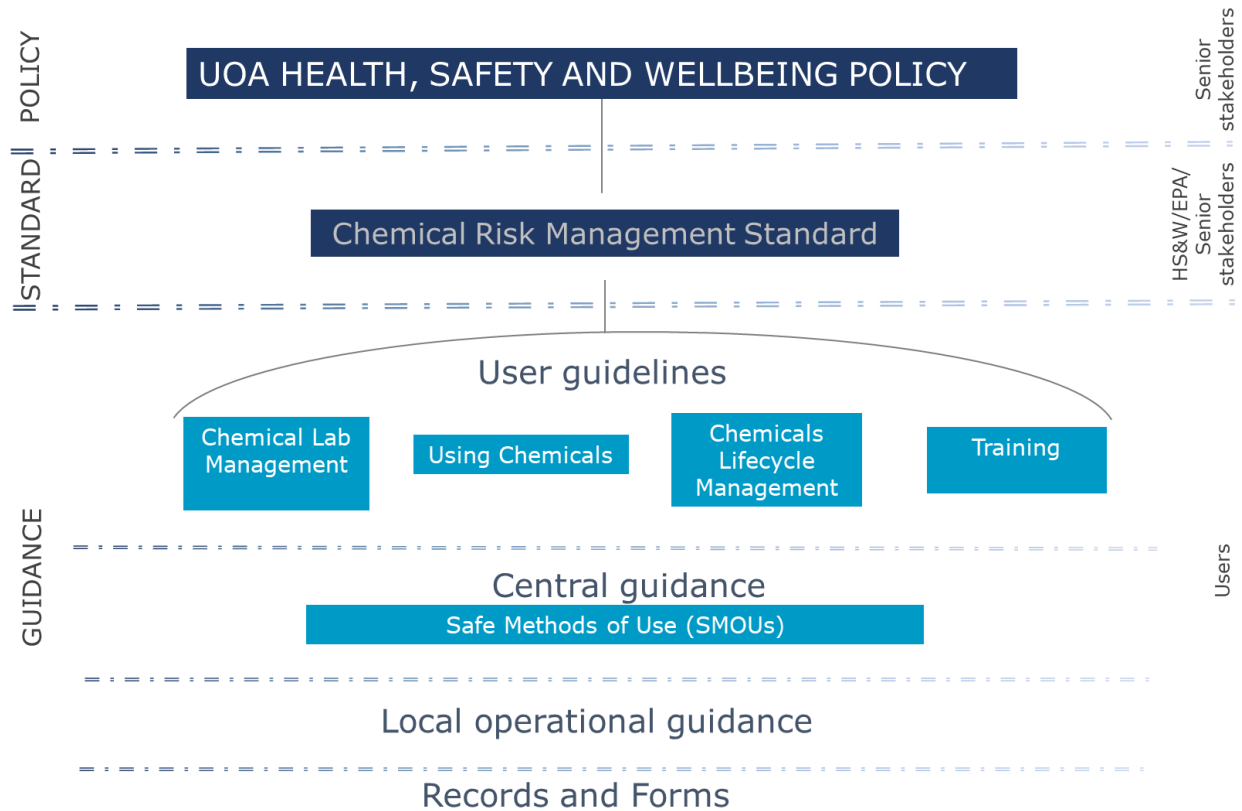 POLICY
UOA HEALTH, SAFETY AND WELLBEING POLICY
Senior
stakeholders
STANDARD
Chemical Risk Management Standard
HS&W/EPA/
Senior
stakeholders
GUIDANCE
User guidelines
Chemical Lab
Management
Using Chemicals
Chemicals
Lifecycle
Management
Training
Users
Central guidance
Safe Methods of Use (SMOUs)
Local operational guidance
Records and Forms